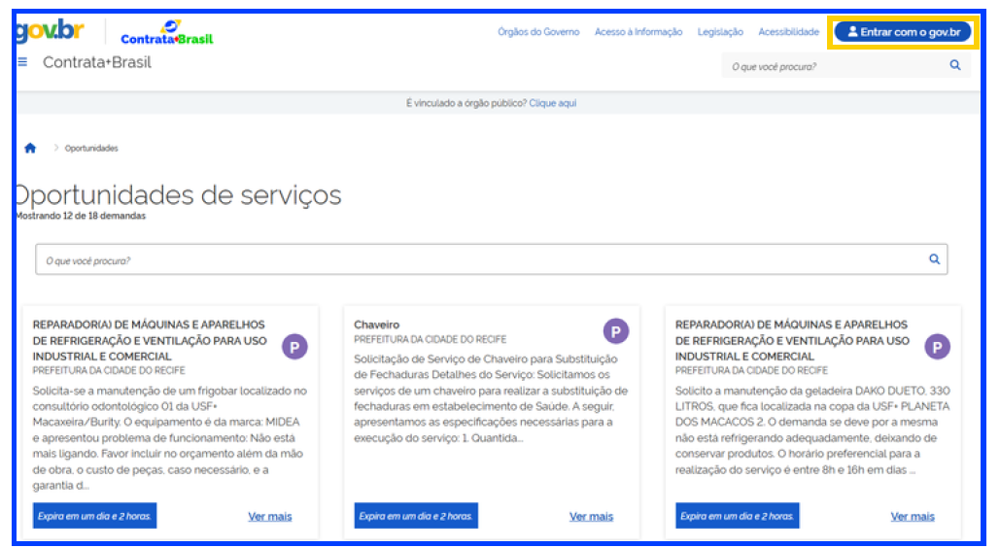 gov.br
Contrata+Brasil
Órgãos do Governo Acesso à Informação Legislação Acessibilidade Entrar com o gov.br
Contrata+Brasil
O que você procura?
É vinculado a órgão público? Clique aqui
Oportunidades
Oportunidades de serviços
Mostrando 12 de 18 demandas
O que você procura?
REPARADOR(A) DE MÁQUINAS E APARELHOS
DE REFRIGERAÇÃO E VENTILAÇÃO PARA USO
INDUSTRIAL E COMERCIAL
PREFEITURA DA CIDADE DO RECIFE
P
Solicita-se a manutenção de um frigobar localizado no
consultório odontológico 01 da USF+
Macaxeira/Burity. O equipamento é da marca: MIDEA
e apresentou problema de funcionamento: Não está
mais ligando. Favor incluir no orçamento além da mão
de obra, o custo de peças, caso necessário, e a
garantia d...
Expira em um dia e 2 horas.
Ver mais
Chaveiro
PREFEITURA DA CIDADE DO RECIFE
P
Solicitação de Serviço de Chaveiro para Substituição
de Fechaduras Detalhes do Serviço: Solicitamos os
serviços de um chaveiro para realizar a substituição de
fechaduras em estabelecimento de Saúde. A seguir,
apresentamos as especificações necessárias para a
execução do serviço: 1. Quantida...
Expira em um dia e 2 horas.
Ver mais
REPARADOR(A) DE MÁQUINAS E APARELHOS
DE REFRIGERAÇÃO E VENTILAÇÃO PARA USO
INDUSTRIAL E COMERCIAL
PREFEITURA DA CIDADE DO RECIFE
P
Solicito a manutenção da geladeira DAKO DUETO, 330
LITROS, que fica localizada na copa da USF+ PLANETA
DOS MACACOS 2. O demanda se deve por a mesma
não está refrigerando adequadamente, deixando de
conservar produtos. O horário preferencial para a
realização do serviço é entre 8h e 16h em dias ...
Expira em um dia e 2 horas.
Ver mais